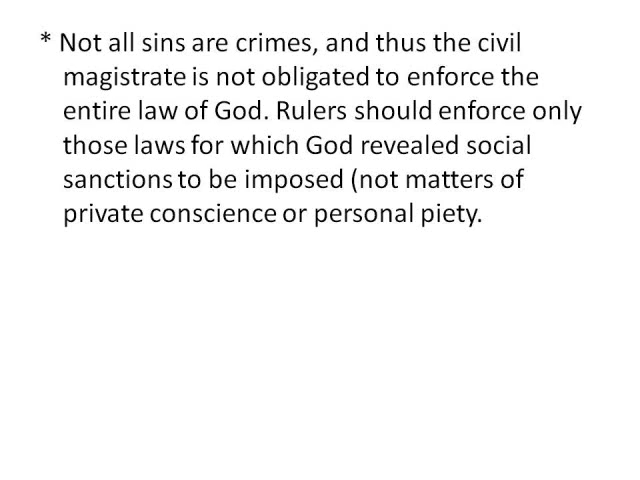 * Not all sins are crimes, and thus the civil
magistrate is not obligated to enforce the
entire law of God. Rulers should enforce only
those laws for which God revealed social
sanctions to be imposed (not matters of
private conscience or personal piety.